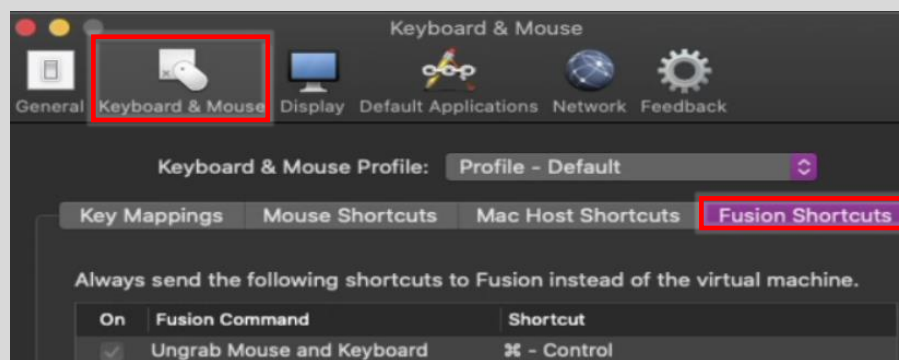 Keyboard & Mouse
General Keyboard & Mouse Display Default Applications Network Feedback
Keyboard & Mouse Profile: Profile - Default
Key Mappings Mouse Shortcuts Mac Host Shortcuts Fusion Shortcuts
Always send the following shortcuts to Fusion instead of the virtual machine.
On Fusion Command Shortcut
Ungrab Mouse and Keyboard ⌘ - Control